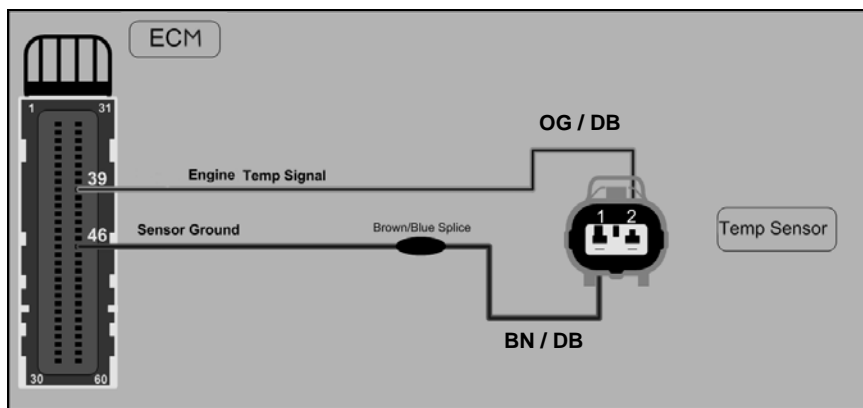 ECM
1 31
OG / DB
39
Engine Temp Signal
1 2
46
Sensor Ground
Brown/Blue Splice
Temp Sensor
BN / DB
30 60